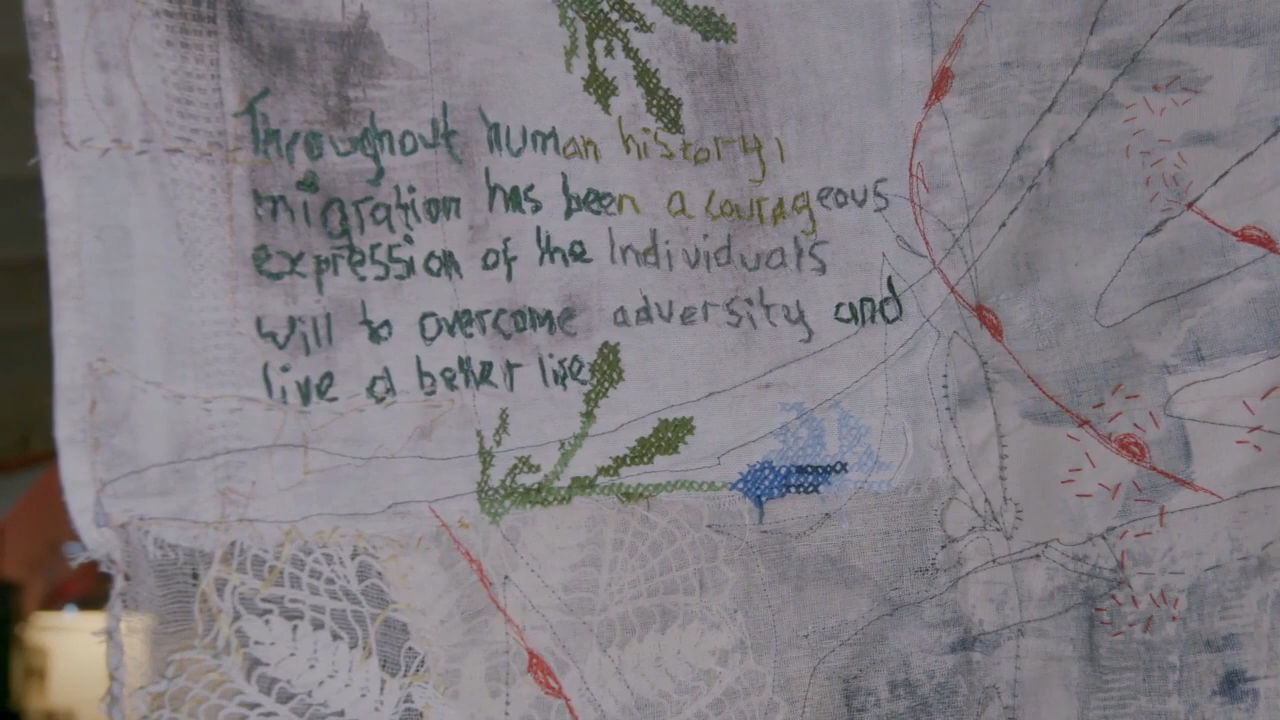 Throughout human history,
migration has been a courageous
expression of the Individuals
will to overcome adversity and
live a better life